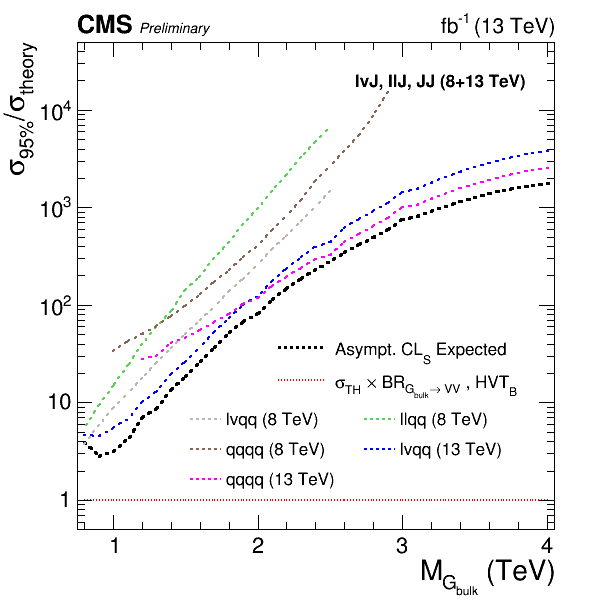 CMS Preliminary fb⁻¹ (13 TeV)
lvJ, llJ, JJ (8+13 TeV)
σ95%/σtheory
10⁴
10³
10²
10
1
Asympt. CLS Expected
σTH × BRGbulk→ VV , HVTB
lvqq (8 TeV) llqq (8 TeV)
qqqq (8 TeV) lvqq (13 TeV)
qqqq (13 TeV)
1 2 3 4
MGbulk (TeV)